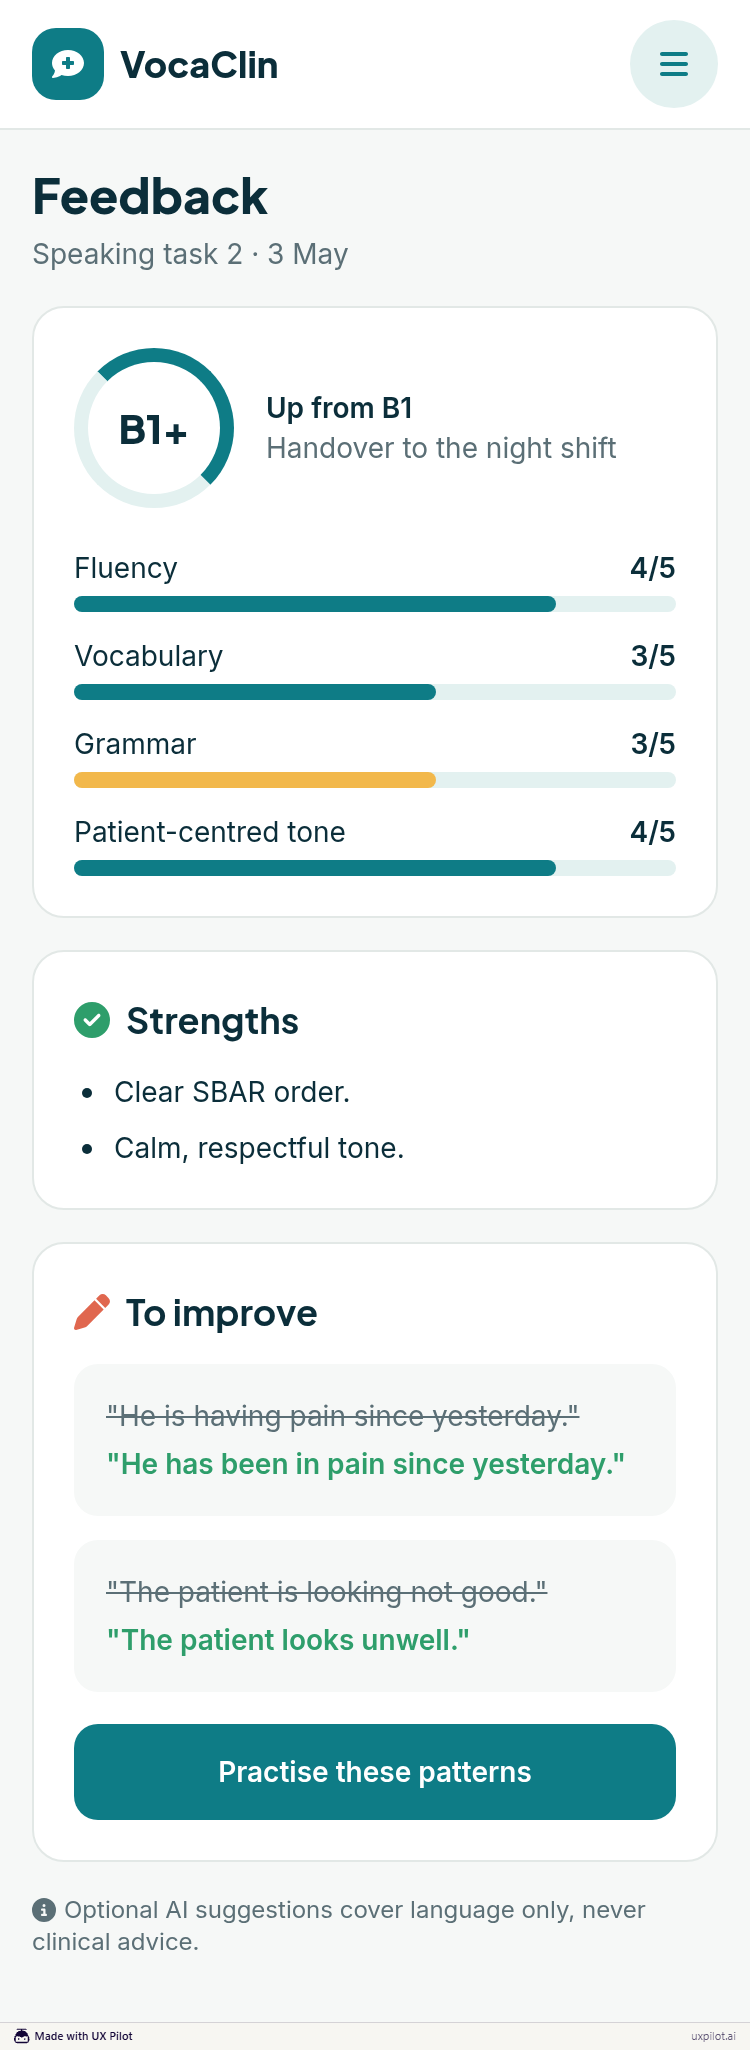 VocaClin
Feedback
Speaking task 2 · 3 May
B1+
Up from B1
Handover to the night shift
Fluency 4/5
Vocabulary 3/5
Grammar 3/5
Patient-centred tone 4/5
Strengths
• Clear SBAR order.
• Calm, respectful tone.
To improve
"He is having pain since yesterday."
"He has been in pain since yesterday."
"The patient is looking not good."
"The patient looks unwell."
Practise these patterns
Optional AI suggestions cover language only, never
clinical advice.
Made with UX Pilot uxpilot.ai